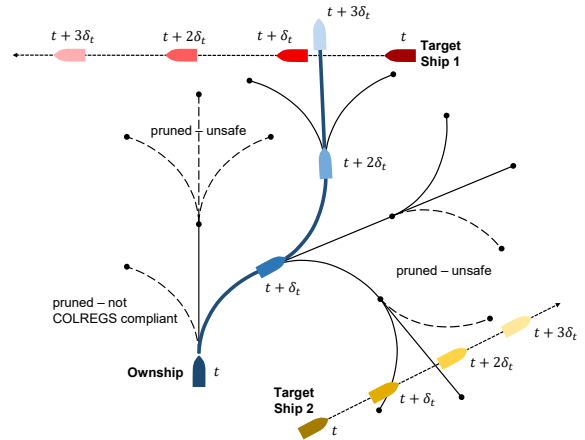 t + 3δt
t + 3δt
t + 2δt
t + δt
t
Target
Ship 1
pruned – unsafe
t + 2δt
pruned – unsafe
t + δt
pruned – not
COLREGS compliant
t + 3δt
t + 2δt
Ownship
t
Target
Ship 2
t + δt
t